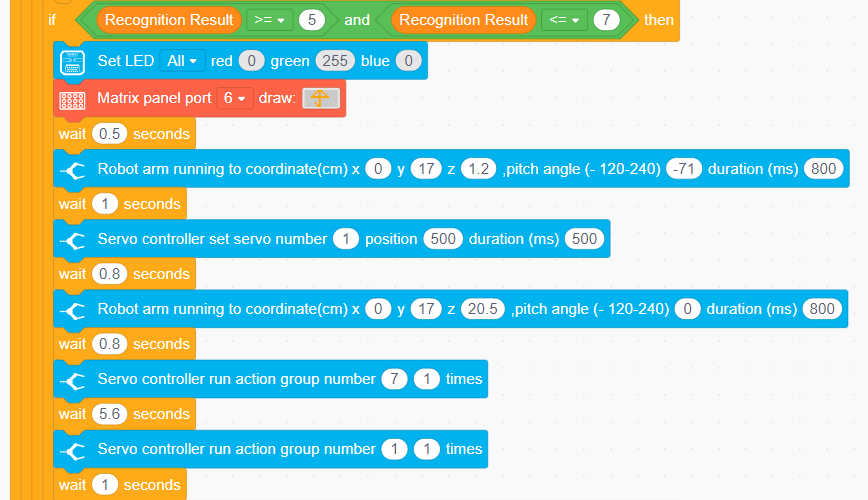 if Recognition Result >= 5 and Recognition Result <= 7 then
Set LED All red 0 green 255 blue 0
Matrix panel port 6 draw:
wait 0.5 seconds
Robot arm running to coordinate(cm) x 0 y 17 z 1.2 ,pitch angle (- 120-240) -71 duration (ms) 800
wait 1 seconds
Servo controller set servo number 1 position 500 duration (ms) 500
wait 0.8 seconds
Robot arm running to coordinate(cm) x 0 y 17 z 20.5 ,pitch angle (- 120-240) 0 duration (ms) 800
wait 0.8 seconds
Servo controller run action group number 7 1 times
wait 5.6 seconds
Servo controller run action group number 1 1 times
wait 1 seconds